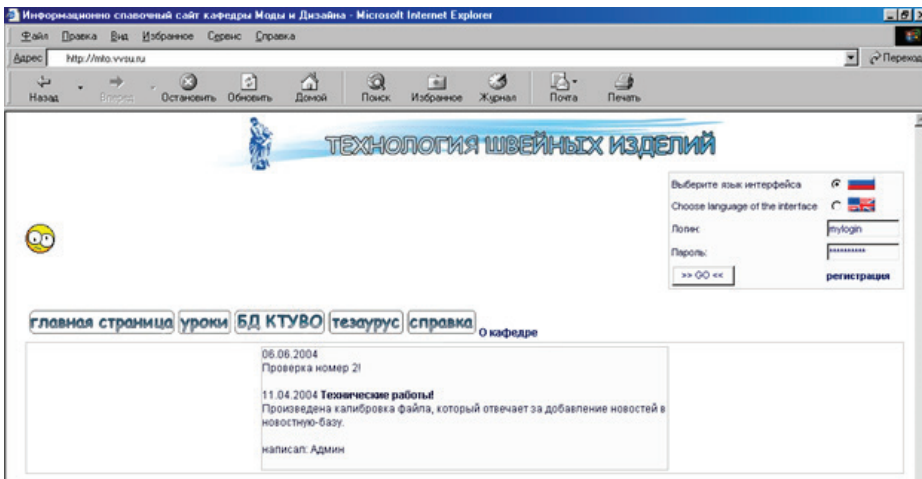 Информационно спавочный сайт кафедры Моды и Дизайна - Microsoft Internet Explorer
Файл Правка Вид Избранное Сервис Справка
Адрес http://mto.vvsu.ru Переход
Назад Вперед Остановить Обновить Домой Поиск Избранное Журнал Почта Печать
ТЕХНОЛОГИЯ ШВЕЙНЫХ ИЗДЕЛИЙ
Выберите язык интерфейса
Choose language of the interface
Логин: mylogin
Пароль: **********
>> GO << регистрация
главная страница уроки БД КТУВО тезаурус справка О кафедре
06.06.2004
Проверка номер 2!
11.04.2004 Технические работы!
Произведена калибровка файла, который отвечает за добавление новостей в
новостную-базу.
написал: Админ